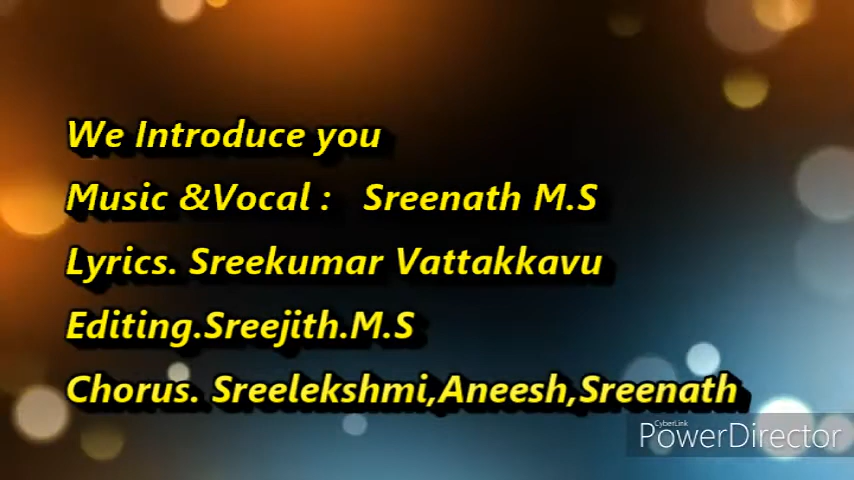 We Introduce you
Music &Vocal :   Sreenath M.S
Lyrics. Sreekumar Vattakkavu
Editing.Sreejith.M.S
Chorus. Sreelekshmi,Aneesh,Sreenath
CyberLink
PowerDirector